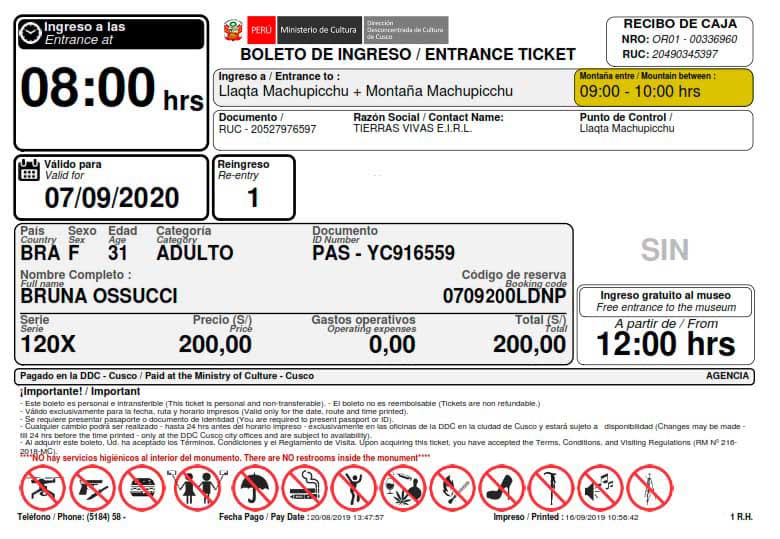 Ingreso a las
Entrance at
08:00 hrs
PERÚ Ministerio de Cultura Dirección Desconcentrada de Cultura de Cusco
BOLETO DE INGRESO / ENTRANCE TICKET
RECIBO DE CAJA
NRO: OR01 - 00336960
RUC: 20490345397
Ingreso a / Entrance to :
Llaqta Machupicchu + Montaña Machupicchu
Montaña entre / Mountain between :
09:00 - 10:00 hrs
Documento / Razón Social / Contact Name: Punto de Control /
RUC - 20527976597 TIERRAS VIVAS E.I.R.L. Llaqta Machupicchu
Válido para
Valid for
07/09/2020
Reingreso
Re-entry
1
País Sexo Edad Categoría Documento
Country Sex Age Category ID Number
BRA F 31 ADULTO PAS - YC916559
Nombre Completo : Código de reserva
Full name Booking code
BRUNA OSSUCCI 0709200LDNP
Serie Precio (S/) Gastos operativos Total (S/)
Serie Price Operating expenses Total
120X 200,00 0,00 200,00
SIN
Ingreso gratuito al museo
Free entrance to the museum
A partir de / From
12:00 hrs
Pagado en la DDC - Cusco / Paid at the Ministry of Culture - Cusco AGENCIA
¡Importante! / Important
- Este boleto es personal e intransferible (This ticket is personal and non-transferable). - El boleto no es reembolsable (Tickets are non refundable.)
- Válido exclusivamente para la fecha, ruta y horario impresos (Valid only for the date, route and time printed).
- Se requiere presentar pasaporte o documento de identidad (You are required to present passport or ID).
- Cualquier cambio podrá ser realizado - hasta 24 hrs antes del horario impreso - exclusivamente en las oficinas de la DDC en la ciudad de Cusco y estará sujeto a disponibilidad (Changes may be made -
till 24 hrs before the time printed - only at the DDC Cusco city offices and are subject to availability).
- Al adquirir este boleto, Ud. ha aceptado los Términos, Condiciones y el Reglamento de Visita. Upon acquiring this ticket, you have accepted the Terms, Conditions, and Visiting Regulations (RM Nº 216-
2018-MC).
****No hay servicios higiénicos al interior del monumento. There are NO restrooms inside the monument****
Teléfono / Phone: (5184) 58 - Fecha Pago / Pay Date : 20/08/2019 13:47:57 Impreso / Printed : 16/09/2019 10:56:42 1 R.H.